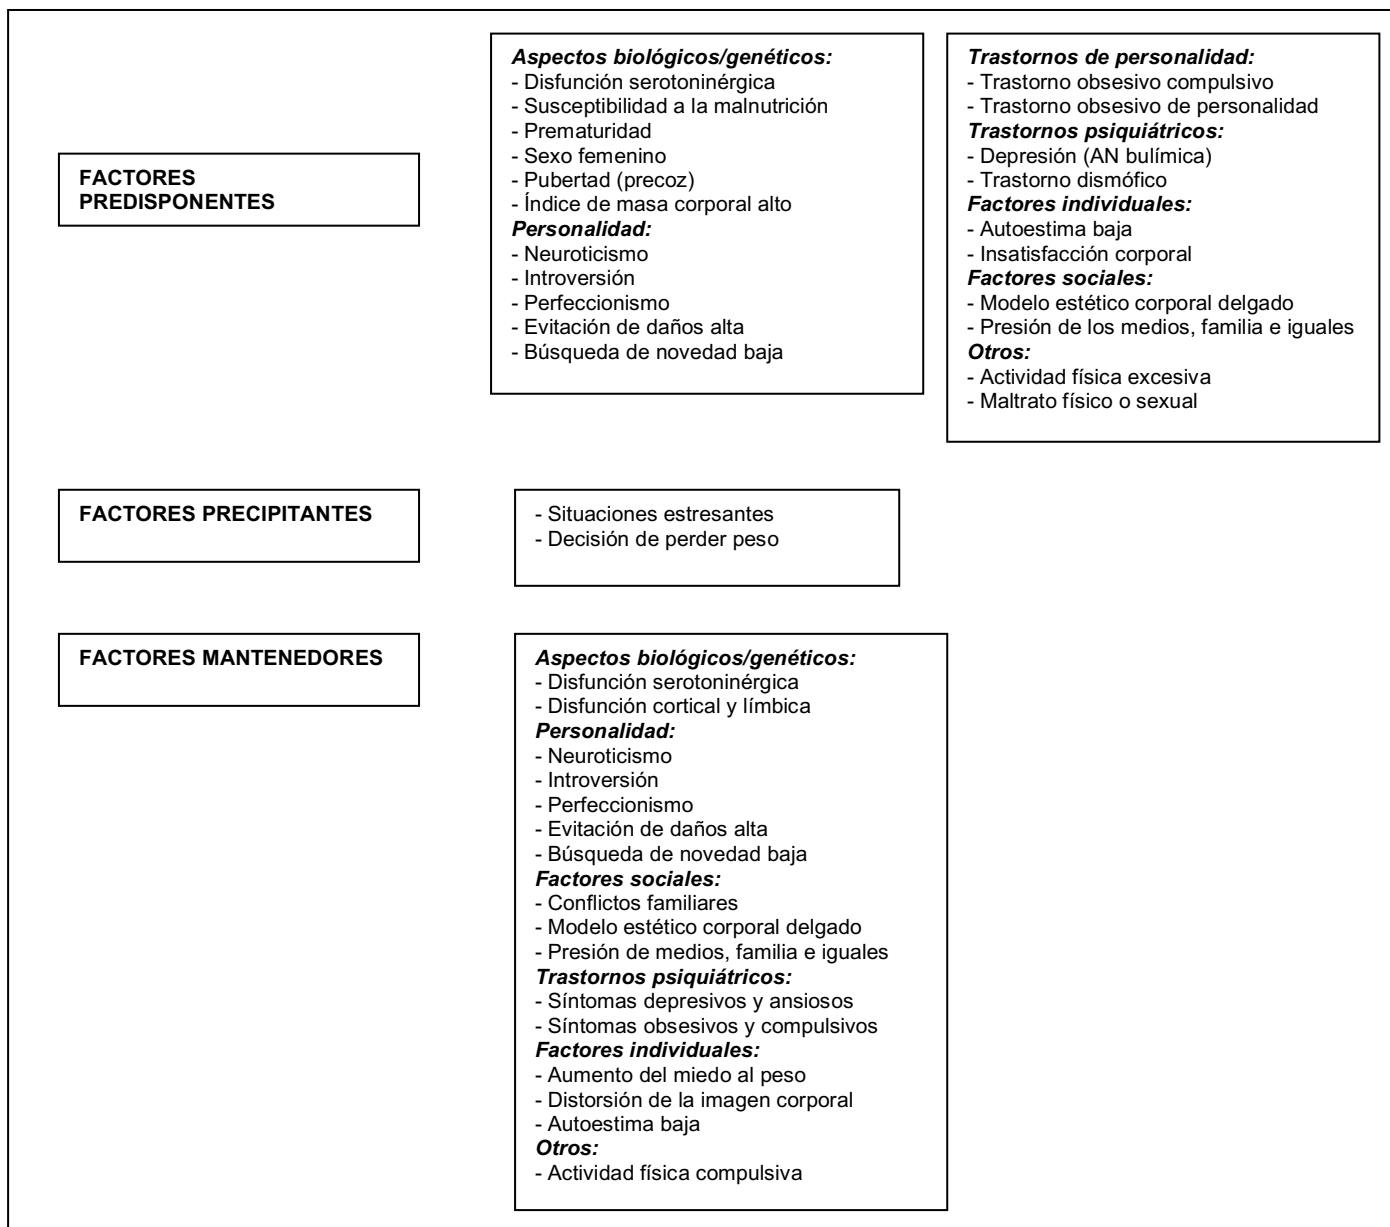 FACTORES
PREDISPONENTES
Aspectos biológicos/genéticos:
- Disfunción serotoninérgica
- Susceptibilidad a la malnutrición
- Prematuridad
- Sexo femenino
- Pubertad (precoz)
- Índice de masa corporal alto
Personalidad:
- Neuroticismo
- Introversión
- Perfeccionismo
- Evitación de daños alta
- Búsqueda de novedad baja
Trastornos de personalidad:
- Trastorno obsesivo compulsivo
- Trastorno obsesivo de personalidad
Trastornos psiquiátricos:
- Depresión (AN bulímica)
- Trastorno dismófico
Factores individuales:
- Autoestima baja
- Insatisfacción corporal
Factores sociales:
- Modelo estético corporal delgado
- Presión de los medios, familia e iguales
Otros:
- Actividad física excesiva
- Maltrato físico o sexual
FACTORES PRECIPITANTES
- Situaciones estresantes
- Decisión de perder peso
FACTORES MANTENEDORES
Aspectos biológicos/genéticos:
- Disfunción serotoninérgica
- Disfunción cortical y límbica
Personalidad:
- Neuroticismo
- Introversión
- Perfeccionismo
- Evitación de daños alta
- Búsqueda de novedad baja
Factores sociales:
- Conflictos familiares
- Modelo estético corporal delgado
- Presión de medios, familia e iguales
Trastornos psiquiátricos:
- Síntomas depresivos y ansiosos
- Síntomas obsesivos y compulsivos
Factores individuales:
- Aumento del miedo al peso
- Distorsión de la imagen corporal
- Autoestima baja
Otros:
- Actividad física compulsiva